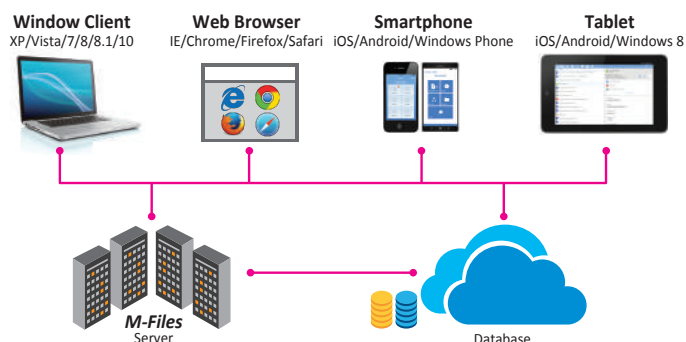 Window Client
XP/Vista/7/8/8.1/10
Web Browser
IE/Chrome/Firefox/Safari
Smartphone
iOS/Android/Windows Phone
Tablet
iOS/Android/Windows 8
M-Files
Server
Database